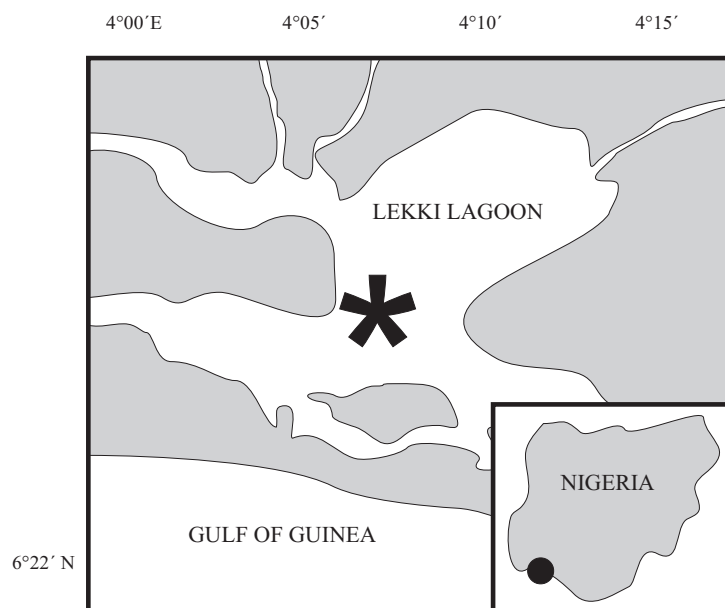 4°00´E
4°05´
4°10´
4°15´
LEKKI LAGOON
NIGERIA
GULF OF GUINEA
6°22´ N